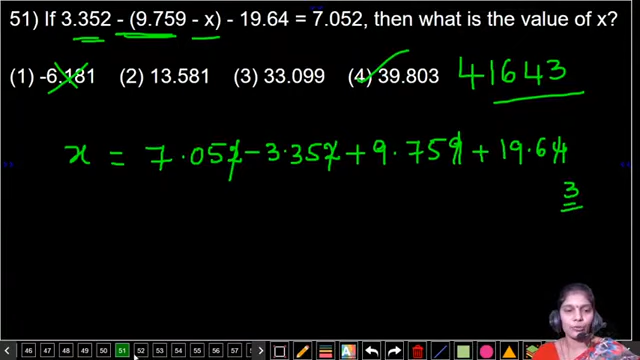 51) If 3.352 - (9.759 - x) - 19.64 = 7.052, then what is the value of x?
(1) -6.181 (2) 13.581 (3) 33.099 (4) 39.803 41643
x = 7.052 - 3.352 + 9.759 + 19.64
3
46 47 48 49 50 51 52 53 54 55 56 57